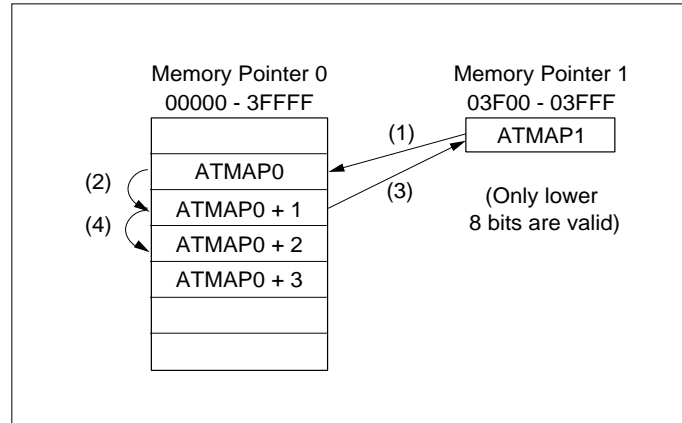 Memory Pointer 0
00000 - 3FFFF
Memory Pointer 1
03F00 - 03FFF
(1)
ATMAP1
ATMAP0
(2)
(3)
(Only lower
8 bits are valid)
ATMAP0 + 1
(4)
ATMAP0 + 2
ATMAP0 + 3